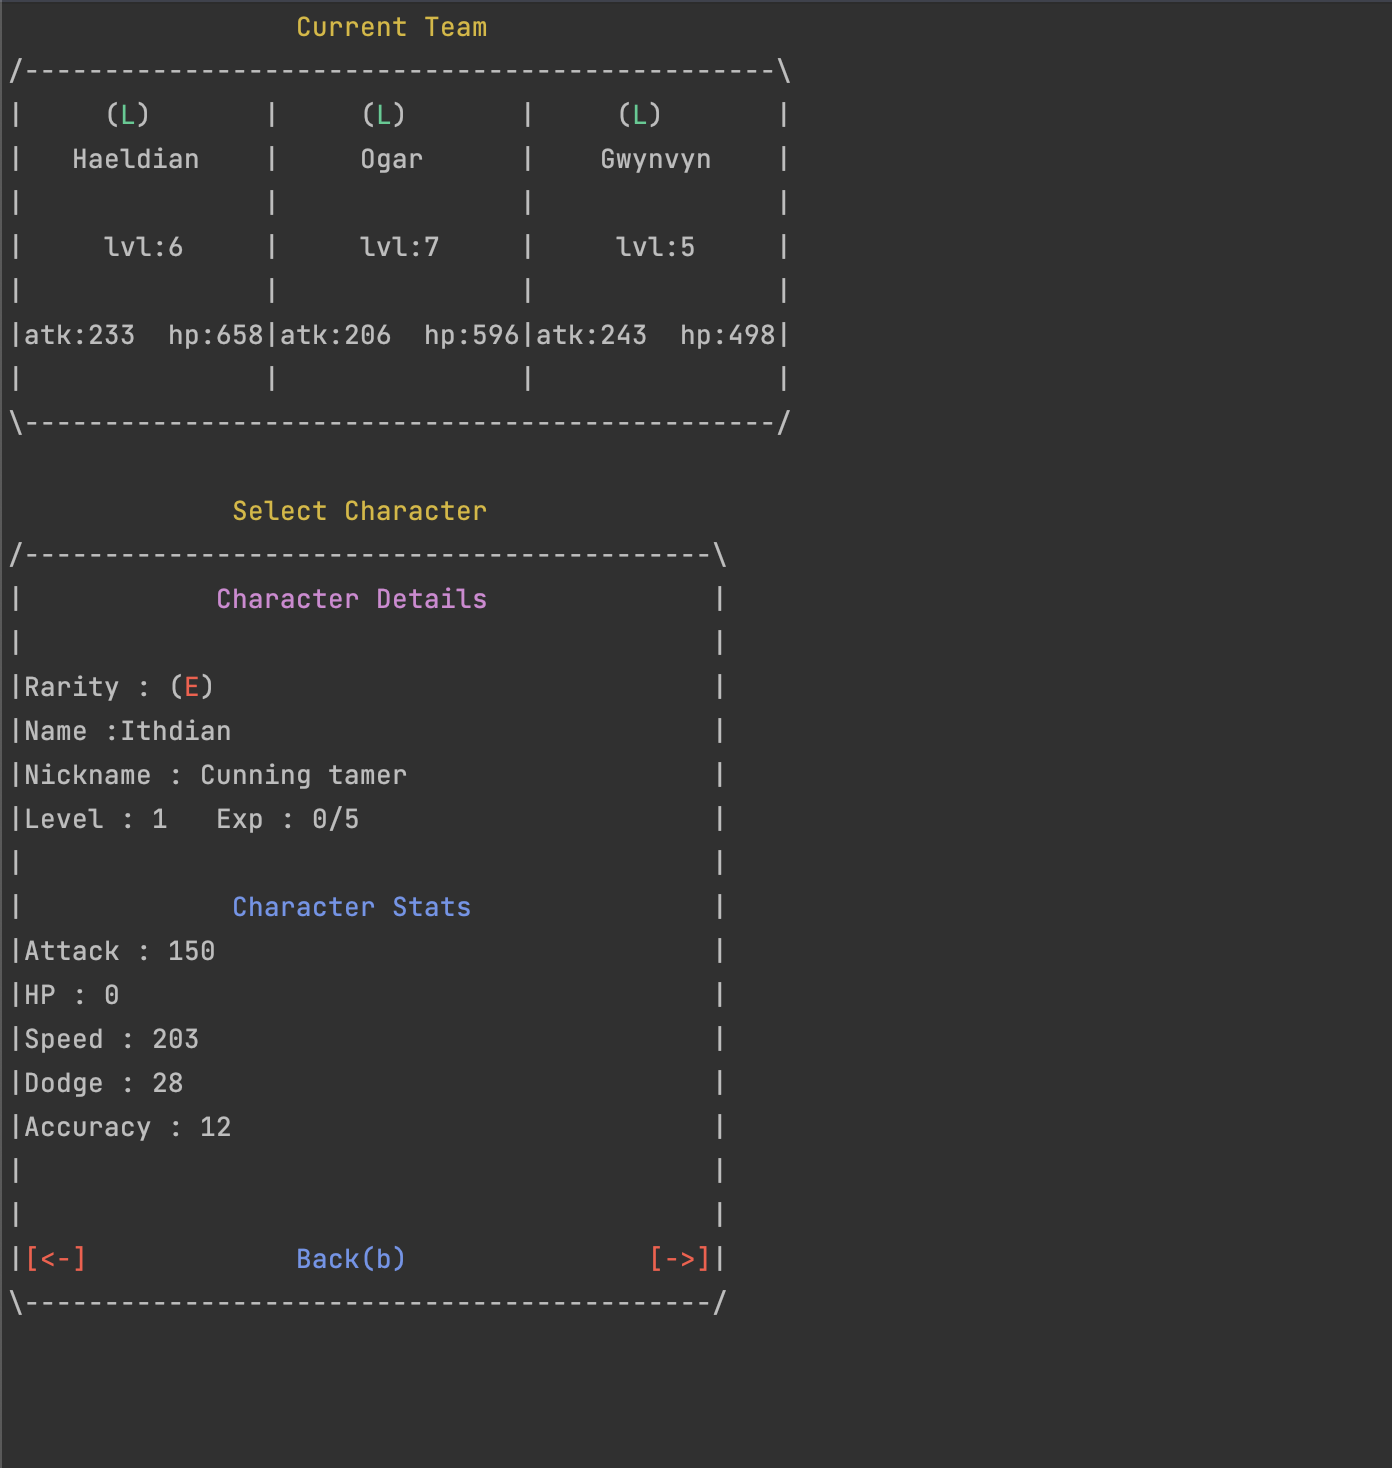 Current Team
/-----------------------------------------------\
|     (L)       |     (L)       |     (L)       |
|   Haeldian    |     Ogar      |    Gwynvyn    |
|               |               |               |
|     lvl:6     |     lvl:7     |     lvl:5     |
|               |               |               |
|atk:233  hp:658|atk:206  hp:596|atk:243  hp:498|
|               |               |               |
\-----------------------------------------------/
Select Character
/-------------------------------------------\
|            Character Details              |
|                                           |
|Rarity : (E)                               |
|Name :Ithdian                              |
|Nickname : Cunning tamer                   |
|Level : 1   Exp : 0/5                      |
|                                           |
|             Character Stats               |
|Attack : 150                               |
|HP : 0                                     |
|Speed : 203                                |
|Dodge : 28                                 |
|Accuracy : 12                              |
|                                           |
|                                           |
|[<-]             Back(b)               [->]|
\-------------------------------------------/